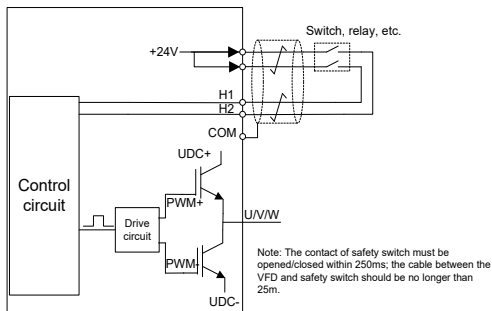 Switch, relay, etc.
+24V
H1
H2
COM
UDC+
Control
circuit
PWM+
Drive
circuit
U/V/W
PWM-
UDC-
Note: The contact of safety switch must be
opened/closed within 250ms; the cable between the
VFD and safety switch should be no longer than
25m.